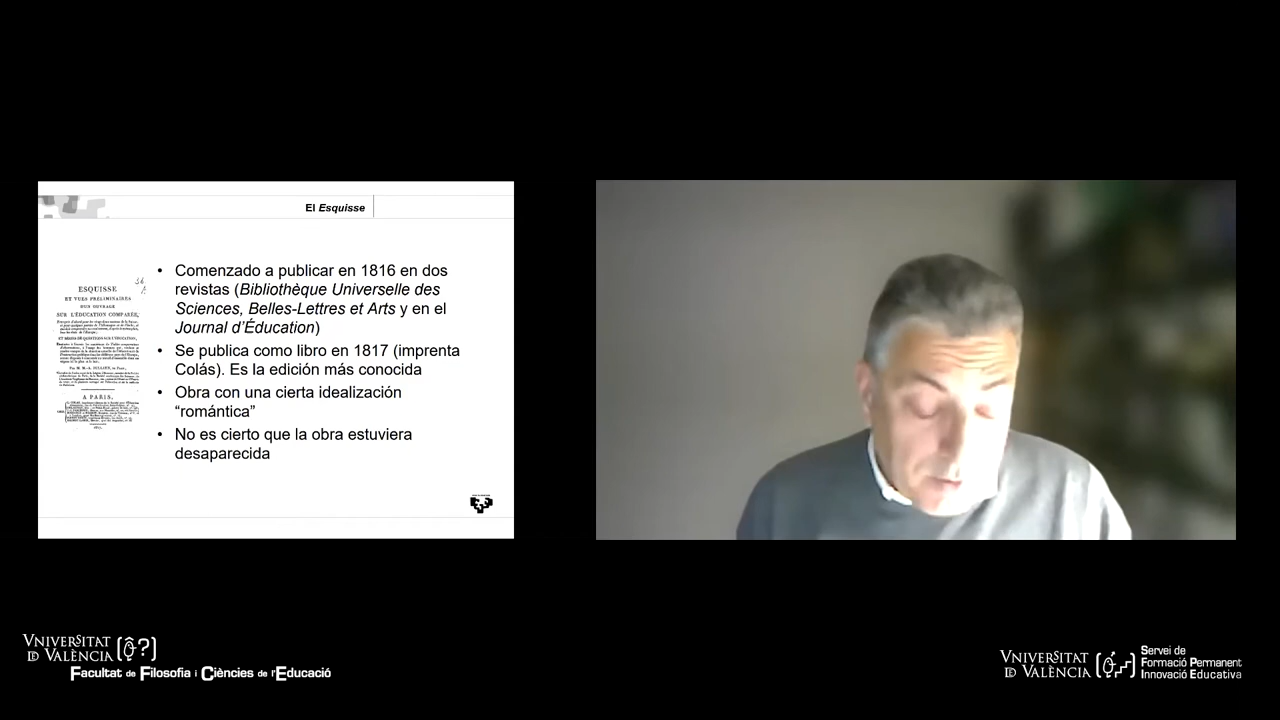 El Esquisse
ESQUISSE
ET VUES PRÉLIMINAIRES
D'UN OUVRAGE
SUR L'ÉDUCATION COMPARÉE,
A PARIS,
• Comenzado a publicar en 1816 en dos
revistas (Bibliothèque Universelle des
Sciences, Belles-Lettres et Arts y en el
Journal d'Éducation)
• Se publica como libro en 1817 (imprenta
Colás). Es la edición más conocida
• Obra con una cierta idealización
“romántica”
• No es cierto que la obra estuviera
desaparecida
VNIVERSITAT
ID VALÈNCIA
Facultat de Filosofia i Ciències de l'Educació
VNIVERSITAT
ID VALÈNCIA
Servei de
Formació Permanent
Innovació Educativa